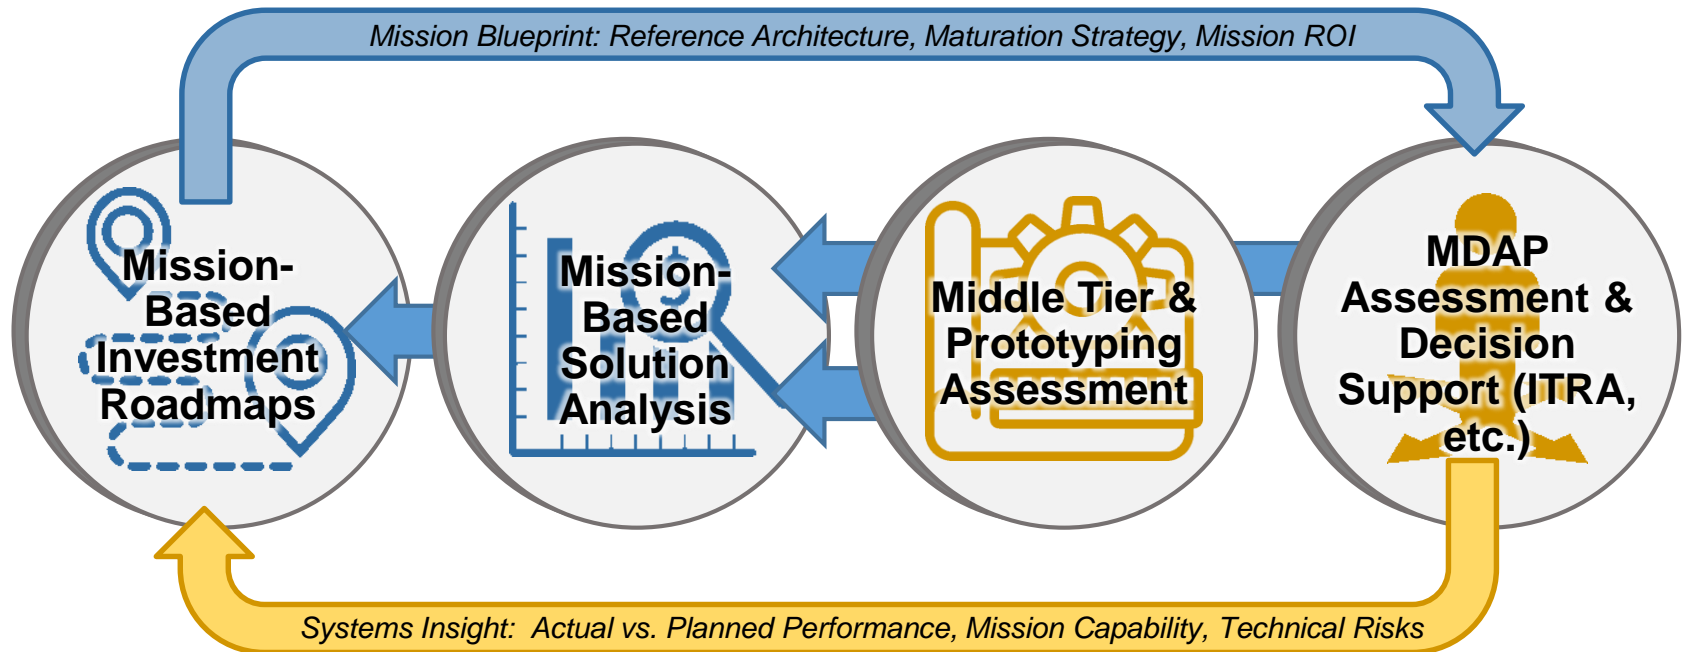 Mission Blueprint: Reference Architecture, Maturation Strategy, Mission ROI
Mission-
Based
Investment
Roadmaps
$
Mission-
Based
Solution
Analysis
Middle Tier &
Prototyping
Assessment
MDAP
Assessment &
Decision
Support (ITRA,
etc.)
Systems Insight:  Actual vs. Planned Performance, Mission Capability, Technical Risks